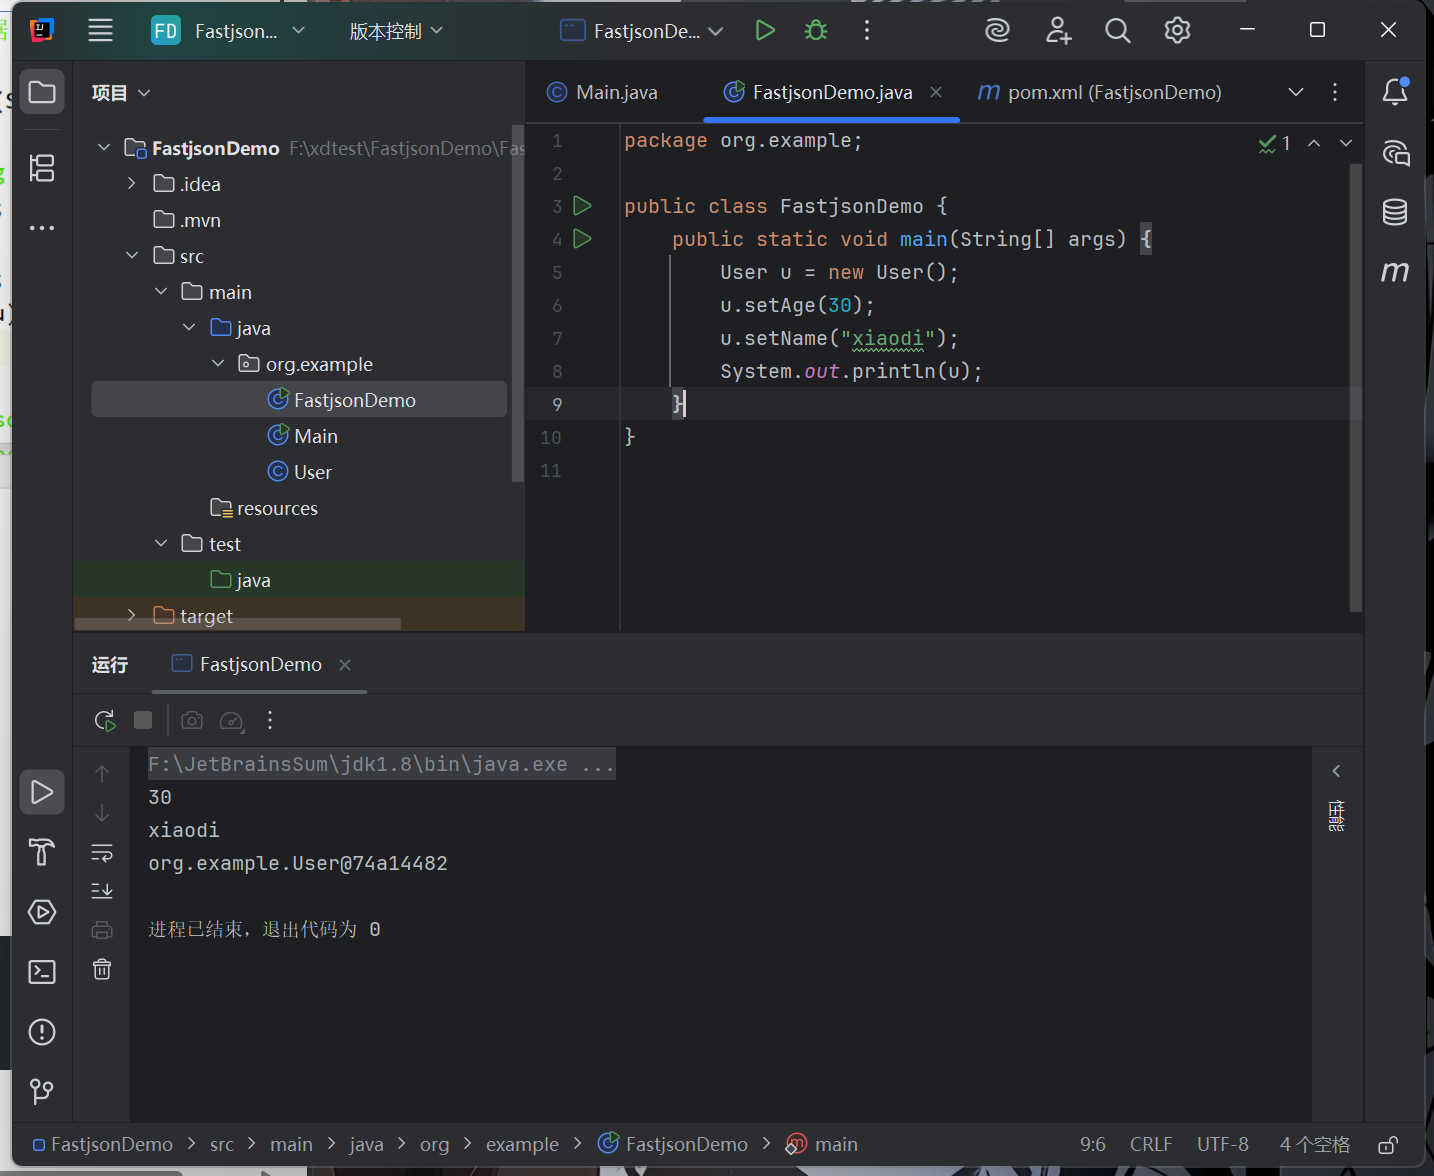 FD Fastjson... 版本控制 FastjsonDe...
项目
FastjsonDemo F:\xdtest\FastjsonDemo\Fas
.idea
.mvn
src
main
java
org.example
FastjsonDemo
Main
User
resources
test
java
target
Main.java FastjsonDemo.java pom.xml (FastjsonDemo)
1 package org.example;
2
3 public class FastjsonDemo {
4 public static void main(String[] args) {
5 User u = new User();
6 u.setAge(30);
7 u.setName("xiaodi");
8 System.out.println(u);
9 }
10 }
11
1
运行 FastjsonDemo
F:\JetBrainsSum\jdk1.8\bin\java.exe ...
30
xiaodi
org.example.User@74a14482
进程已结束，退出代码为 0
性能
FastjsonDemo > src > main > java > org > example > FastjsonDemo > main 9:6 CRLF UTF-8 4 个空格